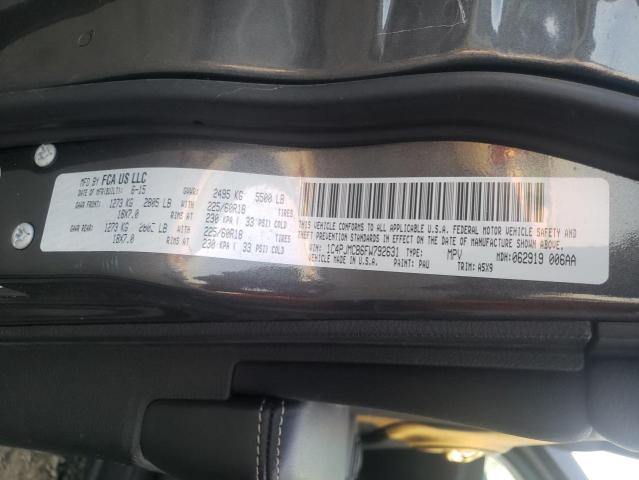 MFD BY FCA US LLC
DATE OF MFR(BUILT): 6-15 GVWR: 2495 KG 5500 LB
GAWR FRONT: 1273 KG 2805 LB WITH 225/60R18 TIRES
18X7.0 RIMS AT 230 KPA ( 33 PSI) COLD
GAWR REAR: 1273 KG LB WITH 225/60R18 TIRES
18X7.0 RIMS AT 230 KPA ( 33 PSI) COLD
THIS VEHICLE CONFORMS TO ALL APPLICABLE U.S.A. FEDERAL MOTOR VEHICLE SAFETY AND
THEFT PREVENTION STANDARDS IN EFFECT ON THE DATE OF MANUFACTURE SHOWN ABOVE.
VIN: 1C4PJMCB6FW792631 TYPE: MPV MDH: 062919 006AA
VEHICLE MADE IN U.S.A. PAINT: PAU TRIM: A5X9